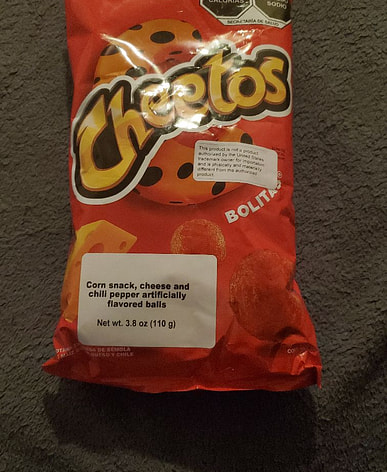 CALORÍAS
SODIO
SECRETARÍA DE SALUD
Cheetos
This product is not a product
authorized by the United States
trademark owner for importation
and is physically and materially
different from the authorized
product.
BOLITA
Corn snack, cheese and
chili pepper artificially
flavored balls
Net wt. 3.8 oz (110 g)